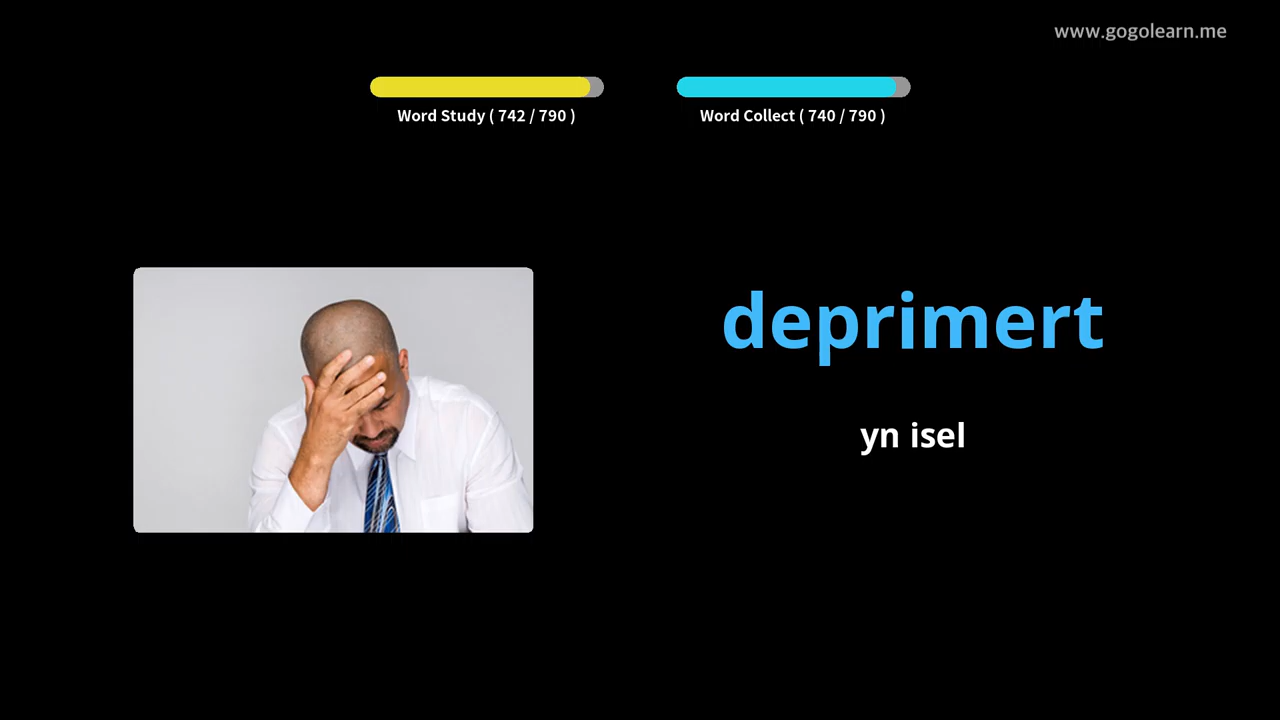 www.gogolearn.me
Word Study ( 742 / 790 )
Word Collect ( 740 / 790 )
deprimert
yn isel